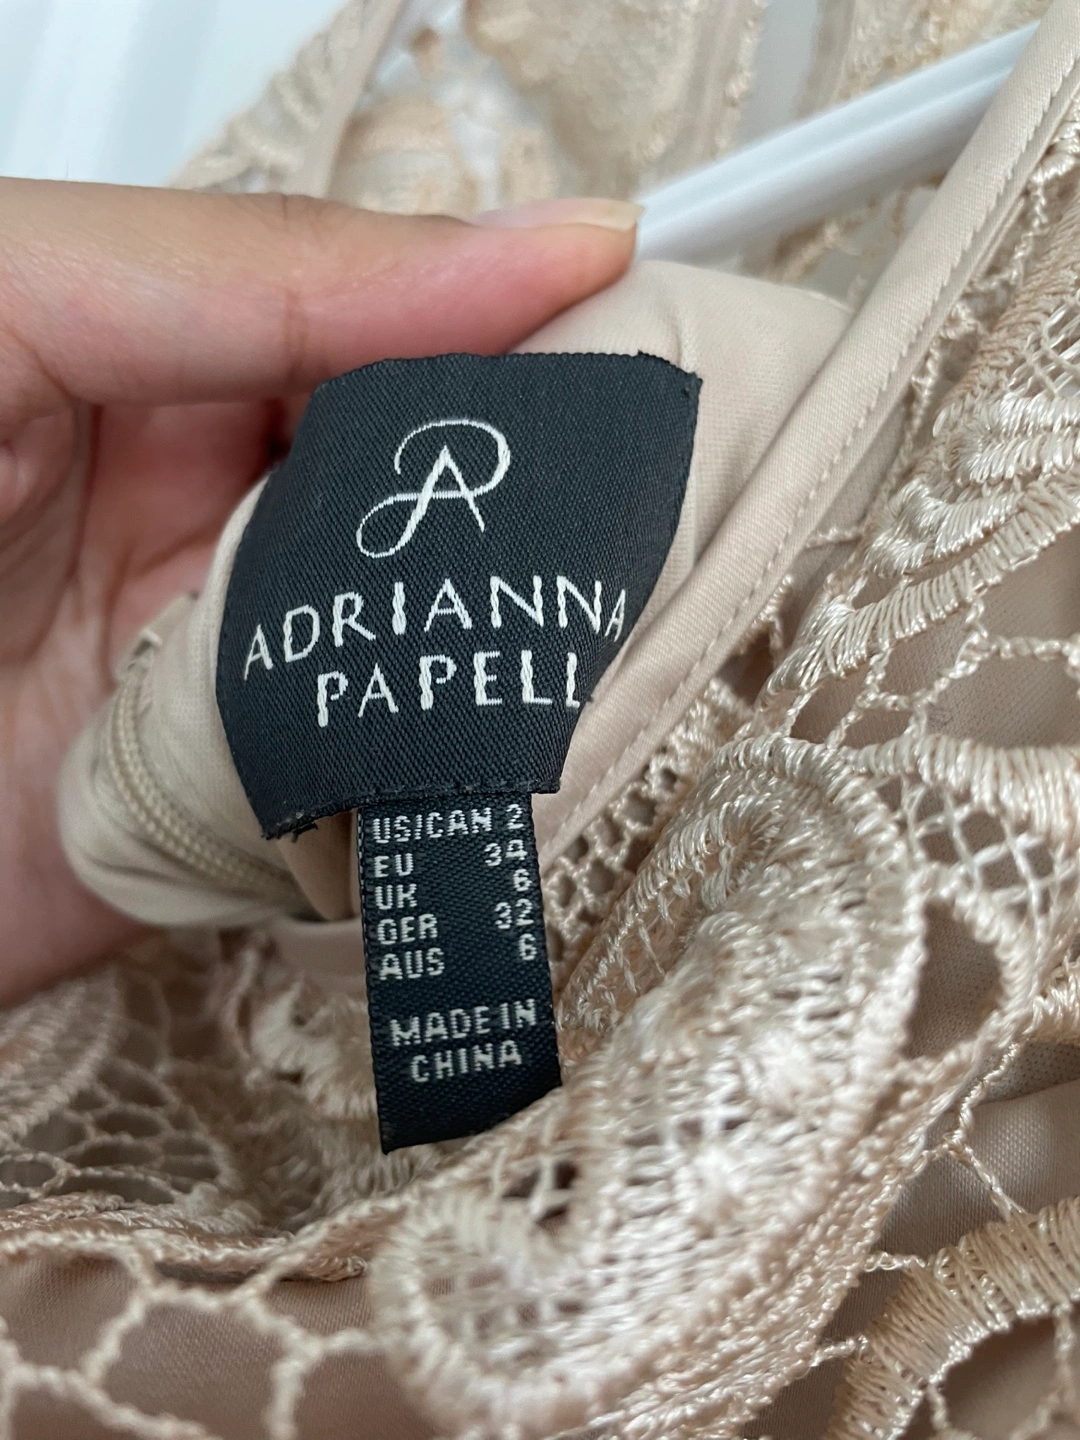 AP
ADRIANNA
PAPELL
US/CAN 2
EU 34
UK 6
GER 32
AUS 6
MADE IN
CHINA